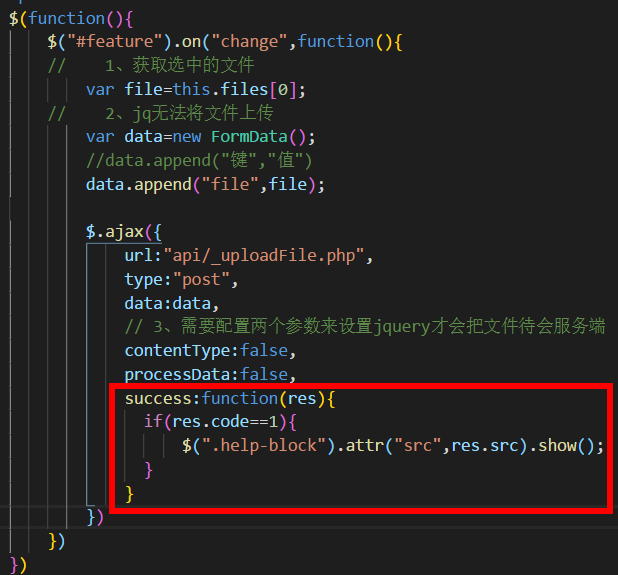 $(function(){
$("#feature").on("change",function(){
// 1、获取选中的文件
var file=this.files[0];
// 2、jq无法将文件上传
var data=new FormData();
//data.append("键","值")
data.append("file",file);
$.ajax({
url:"api/_uploadFile.php",
type:"post",
data:data,
// 3、需要配置两个参数来设置jquery才会把文件待会服务端
contentType:false,
processData:false,
success:function(res){
if(res.code==1){
$(".help-block").attr("src",res.src).show();
}
}
})
})
})